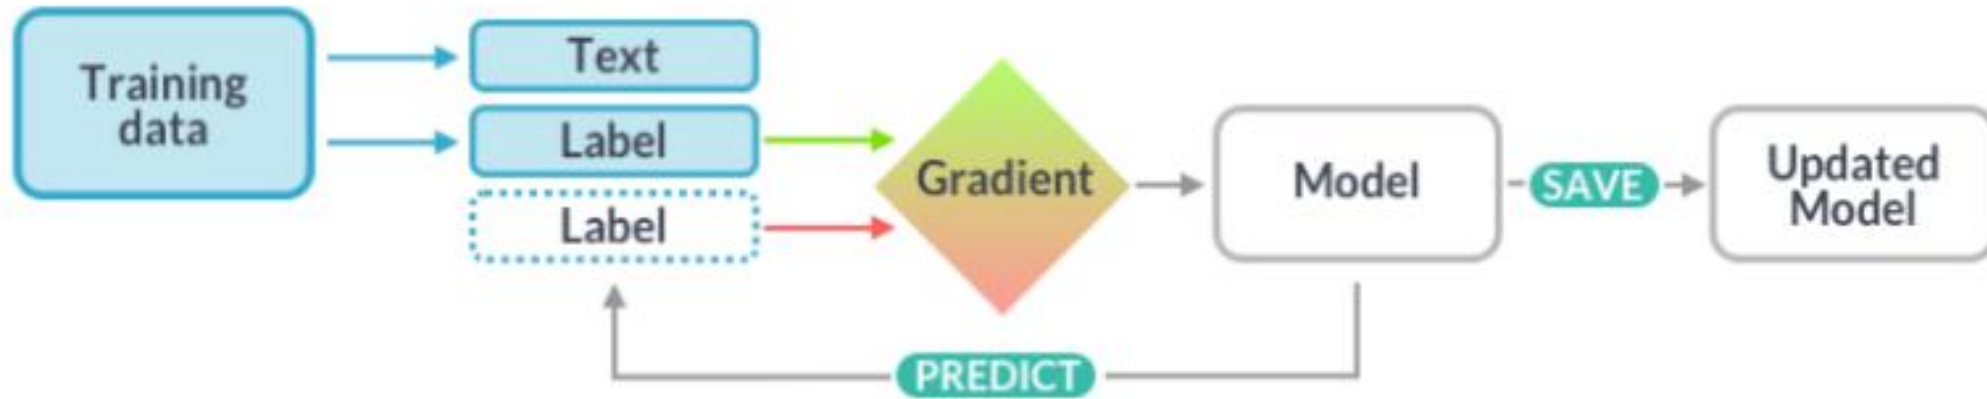 Training
data
Text
Label
Label
Gradient
Model
SAVE
Updated
Model
PREDICT